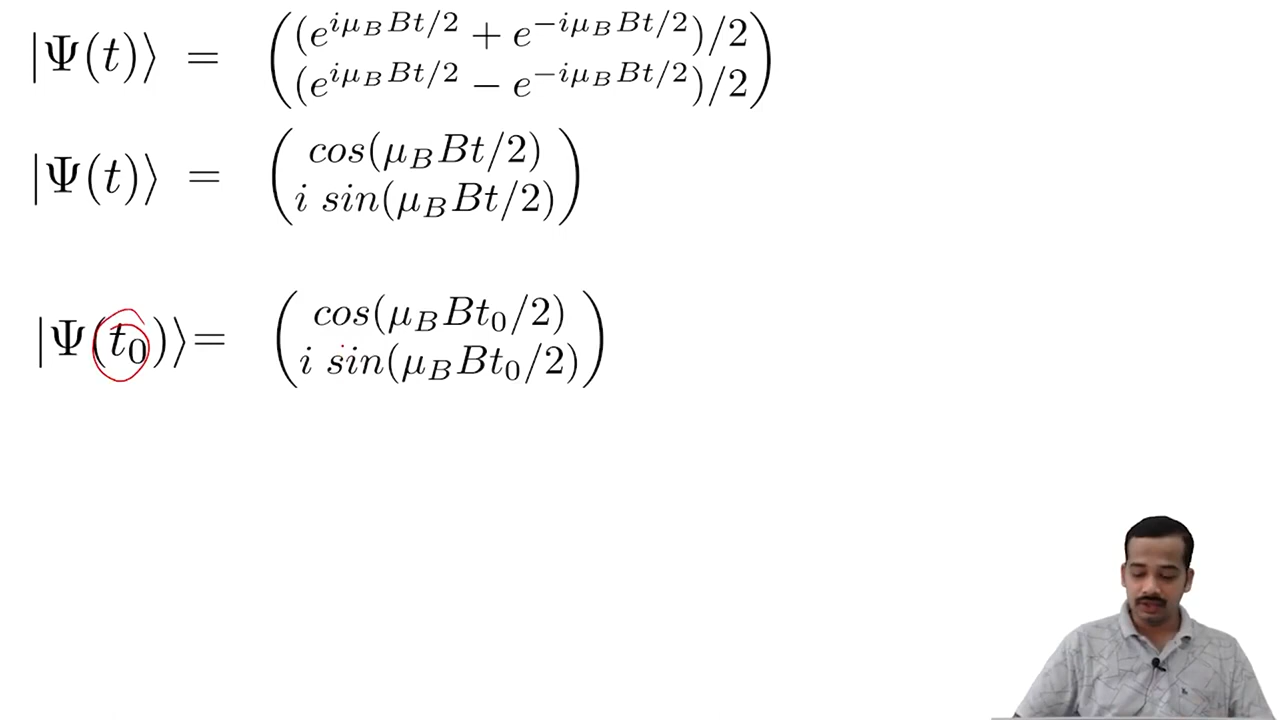 |Ψ(t)⟩ = ((e^{iμ_B Bt/2} + e^{−iμ_B Bt/2})/2
(e^{iμ_B Bt/2} − e^{−iμ_B Bt/2})/2)
|Ψ(t)⟩ = (cos(μ_B Bt/2)
i sin(μ_B Bt/2))
|Ψ(t_0)⟩= (cos(μ_B Bt_0/2)
i sin(μ_B Bt_0/2))